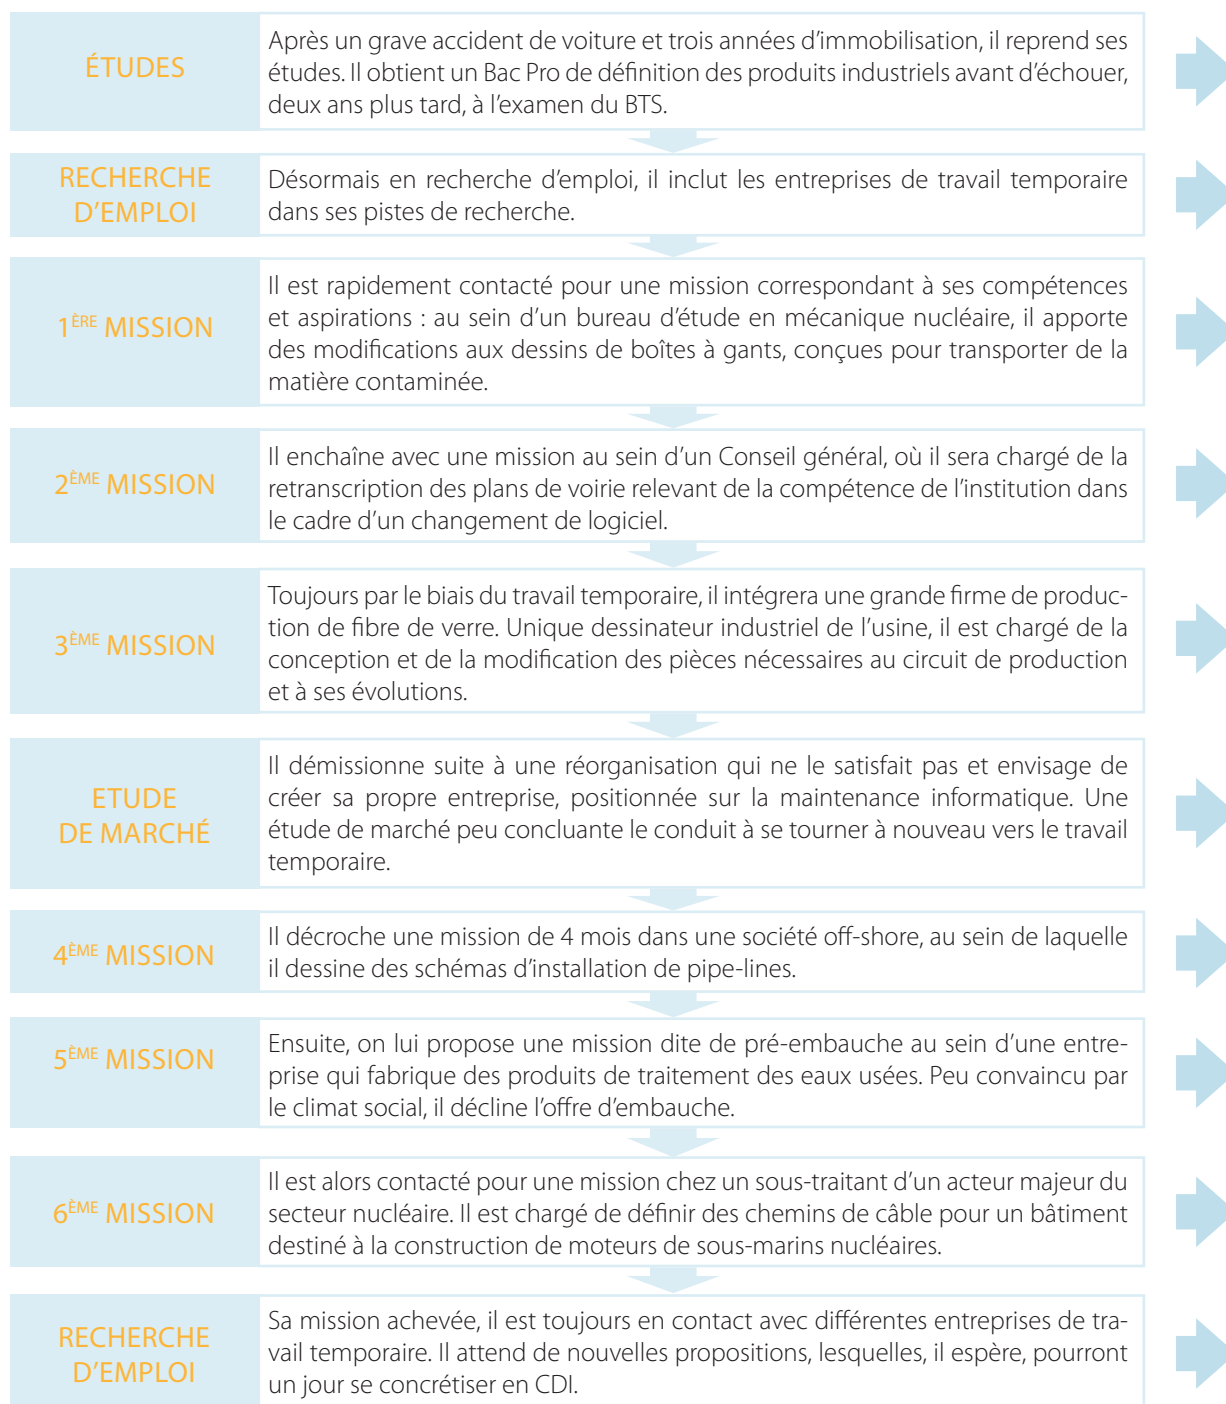 ÉTUDES
Après un grave accident de voiture et trois années d’immobilisation, il reprend ses
études. Il obtient un Bac Pro de définition des produits industriels avant d’échouer,
deux ans plus tard, à l’examen du BTS.
RECHERCHE
D’EMPLOI
Désormais en recherche d’emploi, il inclut les entreprises de travail temporaire
dans ses pistes de recherche.
1ÈRE MISSION
Il est rapidement contacté pour une mission correspondant à ses compétences
et aspirations : au sein d’un bureau d’étude en mécanique nucléaire, il apporte
des modifications aux dessins de boîtes à gants, conçues pour transporter de la
matière contaminée.
2ÈME MISSION
Il enchaîne avec une mission au sein d’un Conseil général, où il sera chargé de la
retranscription des plans de voirie relevant de la compétence de l’institution dans
le cadre d’un changement de logiciel.
3ÈME MISSION
Toujours par le biais du travail temporaire, il intégrera une grande firme de produc-
tion de fibre de verre. Unique dessinateur industriel de l’usine, il est chargé de la
conception et de la modification des pièces nécessaires au circuit de production
et à ses évolutions.
ETUDE
DE MARCHÉ
Il démissionne suite à une réorganisation qui ne le satisfait pas et envisage de
créer sa propre entreprise, positionnée sur la maintenance informatique. Une
étude de marché peu concluante le conduit à se tourner à nouveau vers le travail
temporaire.
4ÈME MISSION
Il décroche une mission de 4 mois dans une société off-shore, au sein de laquelle
il dessine des schémas d’installation de pipe-lines.
5ÈME MISSION
Ensuite, on lui propose une mission dite de pré-embauche au sein d’une entre-
prise qui fabrique des produits de traitement des eaux usées. Peu convaincu par
le climat social, il décline l’offre d’embauche.
6ÈME MISSION
Il est alors contacté pour une mission chez un sous-traitant d’un acteur majeur du
secteur nucléaire. Il est chargé de définir des chemins de câble pour un bâtiment
destiné à la construction de moteurs de sous-marins nucléaires.
RECHERCHE
D’EMPLOI
Sa mission achevée, il est toujours en contact avec différentes entreprises de tra-
vail temporaire. Il attend de nouvelles propositions, lesquelles, il espère, pourront
un jour se concrétiser en CDI.